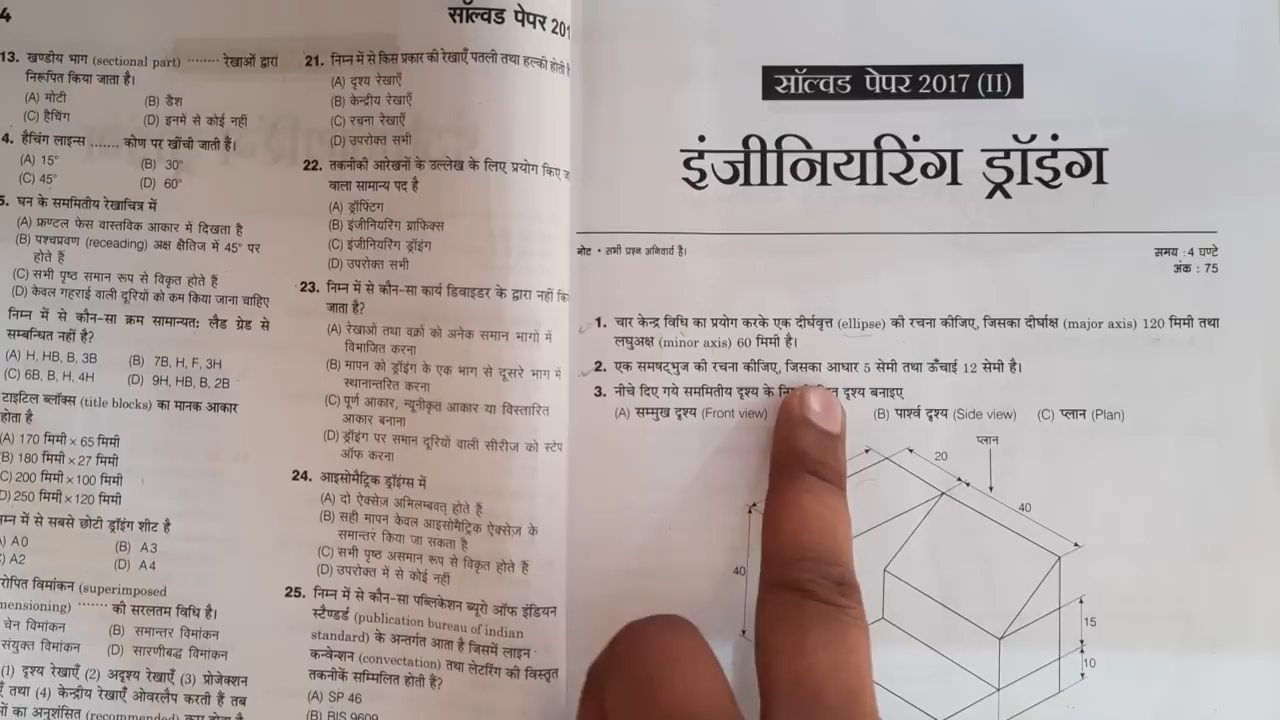 4
सॉल्वड पेपर 201
13. खण्डीय भाग (sectional part) ........ रेखाओं द्वारा
निरूपित किया जाता है।
(A) मोटी (B) डैश
(C) हैचिंग (D) इनमें से कोई नहीं
4. हैचिंग लाइन्स ....... कोण पर खींची जाती हैं।
(A) 15° (B) 30°
(C) 45° (D) 60°
5. घन के सममितीय रेखाचित्र में
(A) फ्रण्टल फेस वास्तविक आकार में दिखता है
(B) पश्चप्रवण (receading) अक्ष क्षैतिज में 45° पर
होते हैं
(C) सभी पृष्ठ समान रूप से विकृत होते हैं
(D) केवल गहराई वाली दूरियों को कम किया जाना चाहिए
निम्न में से कौन-सा क्रम सामान्यत: लैड ग्रेड से
सम्बन्धित नहीं है?
(A) H, HB, B, 3B (B) 7B, H, F, 3H
(C) 6B, B, H, 4H (D) 9H, HB, B, 2B
टाइटिल ब्लॉक्स (title blocks) का मानक आकार
होता है
(A) 170 मिमी × 65 मिमी
(B) 180 मिमी × 27 मिमी
C) 200 मिमी × 100 मिमी
D) 250 मिमी × 120 मिमी
म्न में से सबसे छोटी ड्रॉइंग शीट है
) A0 (B) A3
) A2 (D) A4
रोपित विमांकन (superimposed
mensioning) ....... की सरलतम विधि है।
चेन विमांकन (B) समान्तर विमांकन
संयुक्त विमांकन (D) सारणीबद्ध विमांकन
(1) दृश्य रेखाएँ (2) अदृश्य रेखाएँ (3) प्रोजेक्शन
एँ तथा (4) केन्द्रीय रेखाएँ ओवरलैप करती हैं तब
ओं का अनुशंसित (recommended)
21. निम्न में से किस प्रकार की रेखाएँ पतली तथा हल्की होती
(A) दृश्य रेखाएँ
(B) केन्द्रीय रेखाएँ
(C) रचना रेखाएँ
(D) उपरोक्त सभी
22. तकनीकी आरेखनों के उल्लेख के लिए प्रयोग किए
वाला सामान्य पद है
(A) ड्रॉफ्टिंग
(B) इंजीनियरिंग ग्राफिक्स
(C) इंजीनियरिंग ड्रॉइंग
(D) उपरोक्त सभी
23. निम्न में से कौन-सा कार्य डिवाइडर के द्वारा नहीं कि
जाता है?
(A) रेखाओं तथा वक्रों को अनेक समान भागों में
विभाजित करना
(B) मापन को ड्रॉइंग के एक भाग से दूसरे भाग में
स्थानान्तरित करना
(C) पूर्ण आकार, न्यूनीकृत आकार या विस्तारित
आकार बनाना
(D) ड्रॉइंग पर समान दूरियों वाली सीरीज को स्टेप
ऑफ करना
24. आइसोमैट्रिक ड्रॉइंग्स में
(A) दो ऐक्सेज़ अभिलम्बवत् होते हैं
(B) सही मापन केवल आइसोमैट्रिक ऐक्सेज़ के
समान्तर किया जा सकता है
(C) सभी पृष्ठ असमान रूप से विकृत होते हैं
(D) उपरोक्त में से कोई नहीं
25. निम्न में से कौन-सा पब्लिकेशन ब्यूरो ऑफ इंडियन
स्टैण्डर्ड (publication bureau of indian
standard) के अन्तर्गत आता है जिसमें लाइन
कन्वेशन (convectation) तथा लेटरिंग की विस्तृत
तकनीकें सम्मिलित होती हैं?
(A) SP 46
(B) BIS 9609
सॉल्वड पेपर 2017 (II)
इंजीनियरिंग ड्रॉइंग
नोट • सभी प्रश्न अनिवार्य हैं। समय : 4 घण्टे
अंक : 75
1. चार केन्द्र विधि का प्रयोग करके एक दीर्घवृत्त (ellipse) की रचना कीजिए, जिसका दीर्घाक्ष (major axis) 120 मिमी तथा
लघुअक्ष (minor axis) 60 मिमी है।
2. एक समषट्भुज की रचना कीजिए, जिसका आधार 5 सेमी तथा ऊँचाई 12 सेमी है।
3. नीचे दिए गये सममितीय दृश्य के दृश्य बनाइए
(A) सम्मुख दृश्य (Front view) (B) पार्श्व दृश्य (Side view) (C) प्लान (Plan)
प्लान
20
40
40
15
10